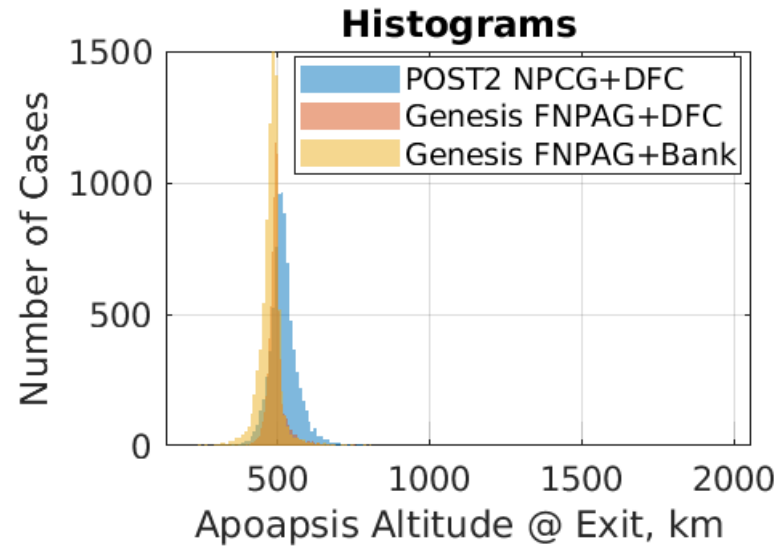 Histograms
1500
1000
500
0
Number of Cases
POST2 NPCG+DFC
Genesis FNPAG+DFC
Genesis FNPAG+Bank
500
1000
1500
2000
Apoapsis Altitude @ Exit, km